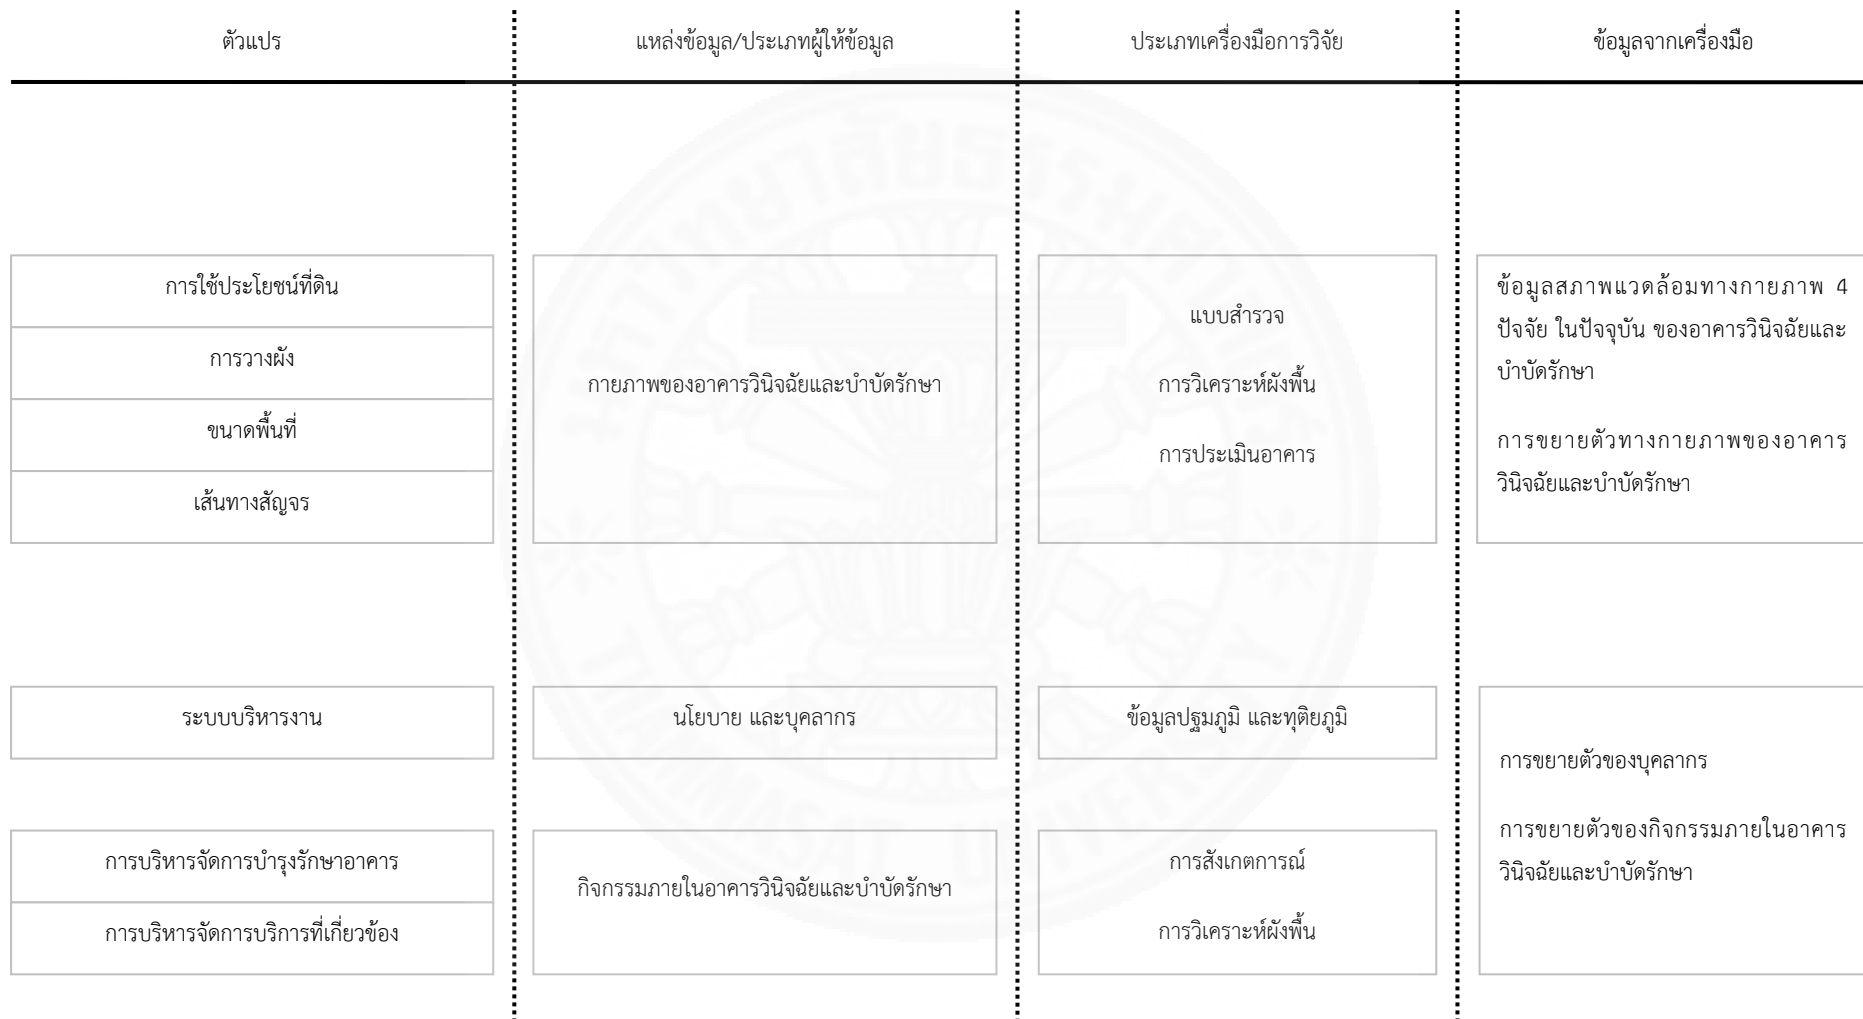 ตัวแปร
แหล่งข้อมูล/ประเภทผู้ให้ข้อมูล
ประเภทเครื่องมือการวิจัย
ข้อมูลจากเครื่องมือ
การใช้ประโยชน์ที่ดิน
การวางผัง
ขนาดพื้นที่
เส้นทางสัญจร
กายภาพของอาคารวินิจฉัยและบำบัดรักษา
แบบสำรวจ
การวิเคราะห์ผังพื้น
การประเมินอาคาร
ข้อมูลสภาพแวดล้อมทางกายภาพ 4
ปัจจัย ในปัจจุบัน ของอาคารวินิจฉัยและ
บำบัดรักษา
การขยายตัวทางกายภาพของอาคาร
วินิจฉัยและบำบัดรักษา
ระบบบริหารงาน
นโยบาย และบุคลากร
ข้อมูลปฐมภูมิ และทุติยภูมิ
การบริหารจัดการบำรุงรักษาอาคาร
การบริหารจัดการบริการที่เกี่ยวข้อง
กิจกรรมภายในอาคารวินิจฉัยและบำบัดรักษา
การสังเกตการณ์
การวิเคราะห์ผังพื้น
การขยายตัวของบุคลากร
การขยายตัวของกิจกรรมภายในอาคาร
วินิจฉัยและบำบัดรักษา
มหาวิทยาลัยธรรมศาสตร์
THAMMASAT UNIVERSITY